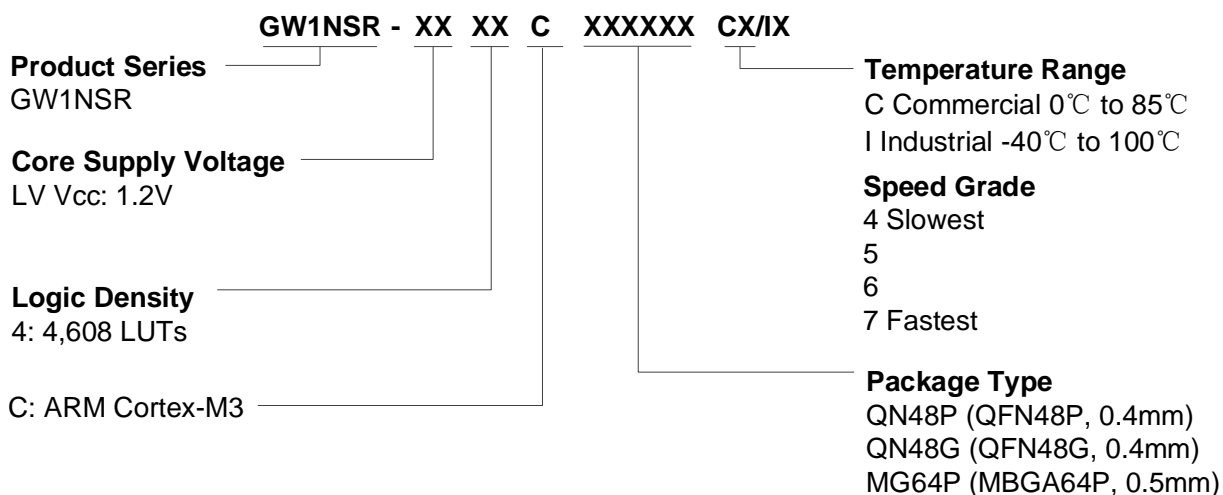 GW1NSR - XX XX C XXXXXX CX/IX
Product Series
GW1NSR
Core Supply Voltage
LV Vcc: 1.2V
Logic Density
4: 4,608 LUTs
C: ARM Cortex-M3
Temperature Range
C Commercial 0℃ to 85℃
I Industrial -40℃ to 100℃
Speed Grade
4 Slowest
5
6
7 Fastest
Package Type
QN48P (QFN48P, 0.4mm)
QN48G (QFN48G, 0.4mm)
MG64P (MBGA64P, 0.5mm)